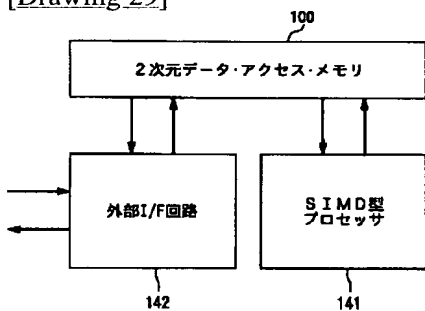 [Drawing 29]
100
2次元データ・アクセス・メモリ
外部I/F回路
SIMD型
プロセッサ
142
141